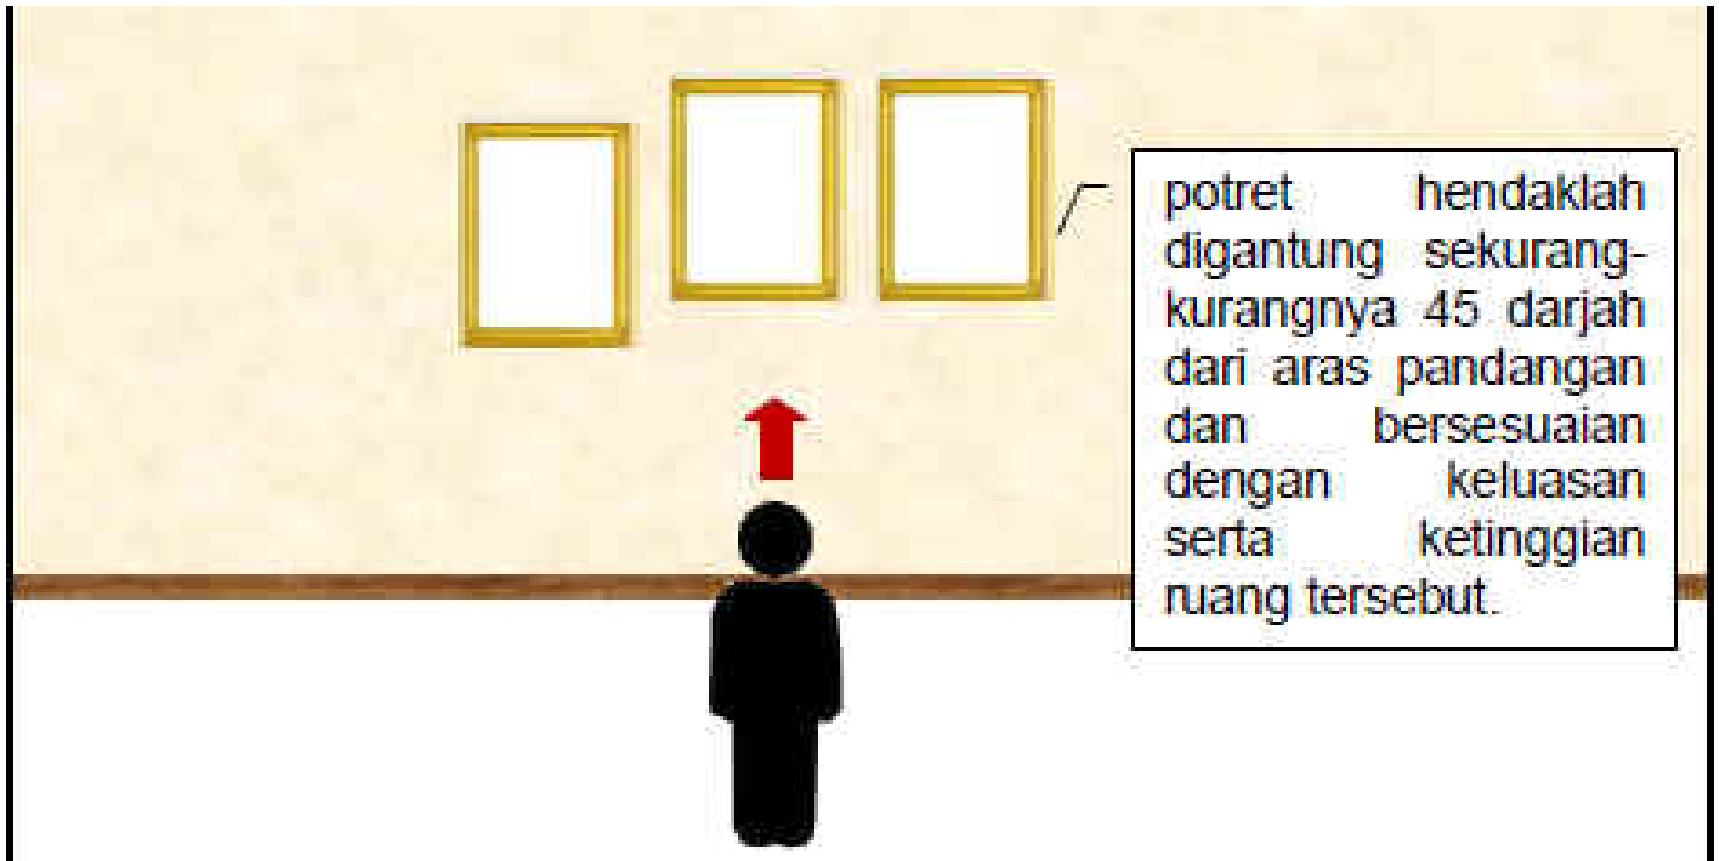 potret hendaklah
digantung sekurang-
kurangnya 45 darjah
dari aras pandangan
dan bersesuaian
dengan keluasan
serta ketinggian
ruang tersebut.